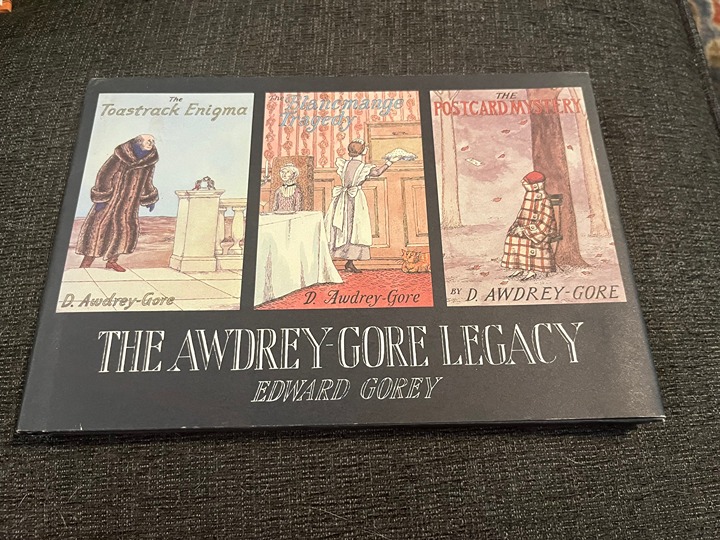 The
Toastrack Enigma
D. Awdrey-Gore
The
Blancmange
Tragedy
D. Awdrey-Gore
THE
POSTCARD MYSTERY
BY D. AWDREY-GORE
THE AWDREY-GORE LEGACY
EDWARD GOREY